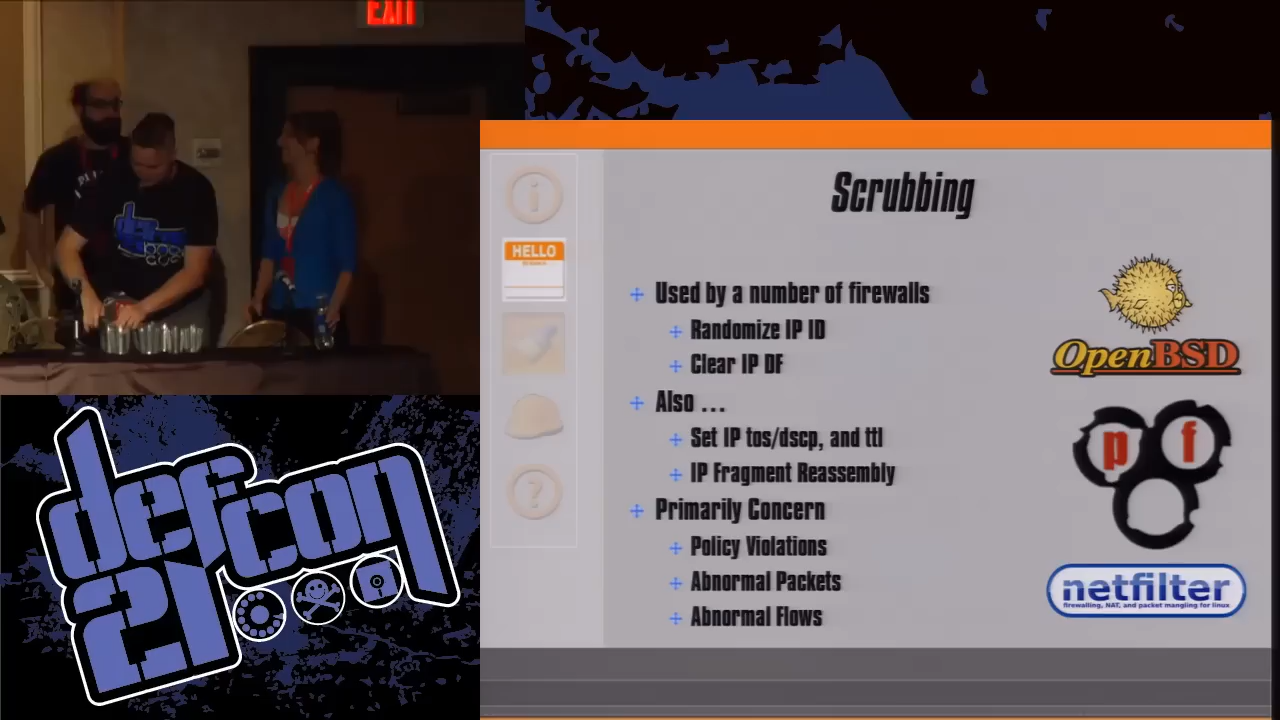 EXIT
Scrubbing
HELLO
Used by a number of firewalls
Randomize IP ID
Clear IP DF
Also ...
Set IP tos/dscp, and ttl
IP Fragment Reassembly
Primarily Concern
Policy Violations
Abnormal Packets
Abnormal Flows
OpenBSD
p f
netfilter
firewalling, NAT, and packet mangling for linux
defcon
21
i
?